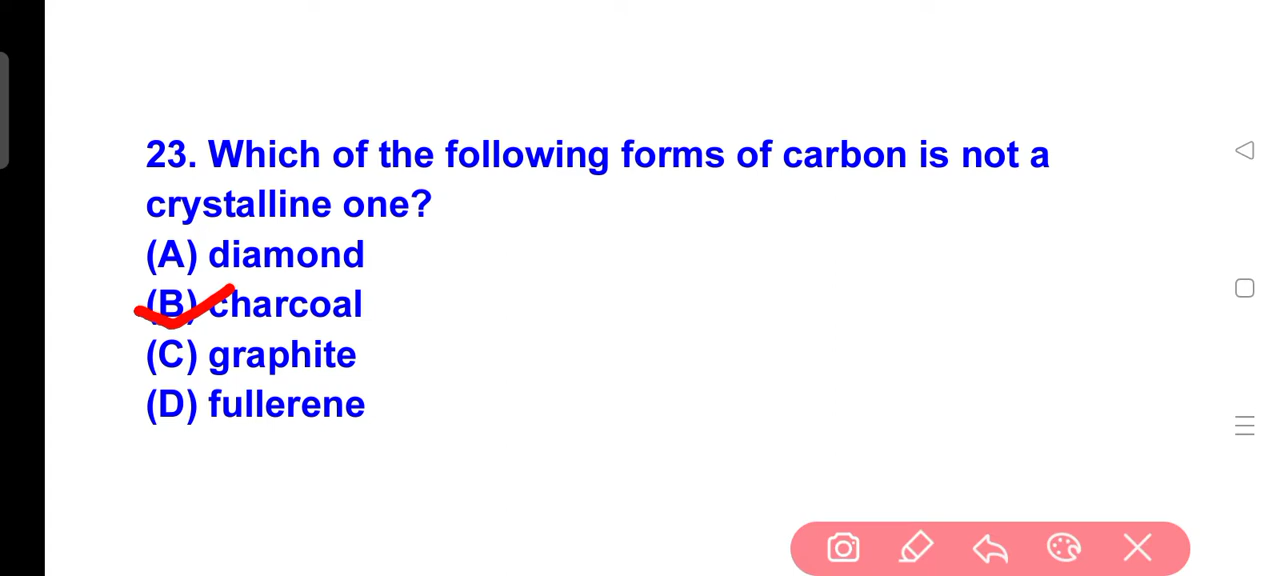 23. Which of the following forms of carbon is not a
crystalline one?
(A) diamond
(B) charcoal
(C) graphite
(D) fullerene